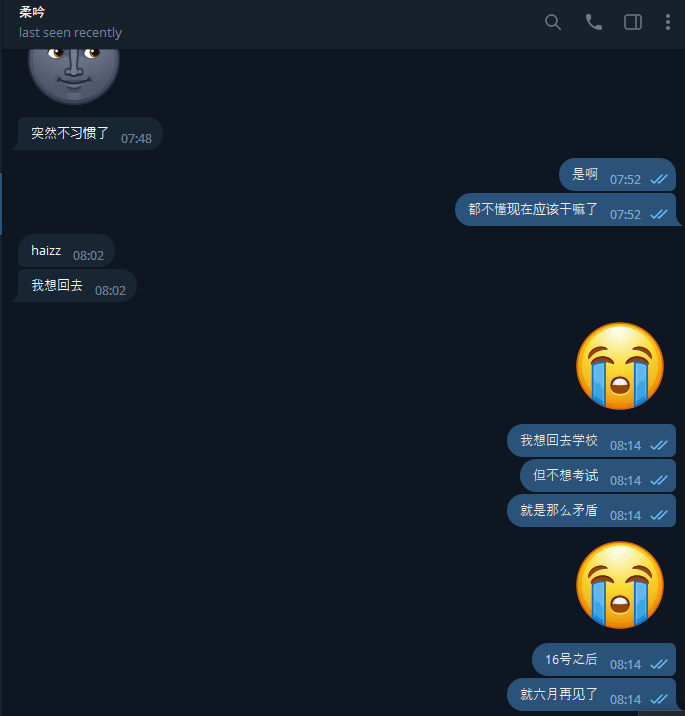 柔吟
last seen recently
突然不习惯了 07:48
是啊 07:52
都不懂现在应该干嘛了 07:52
haizz 08:02
我想回去 08:02
我想回去学校 08:14
但不想考试 08:14
就是那么矛盾 08:14
16号之后 08:14
就六月再见了 08:14